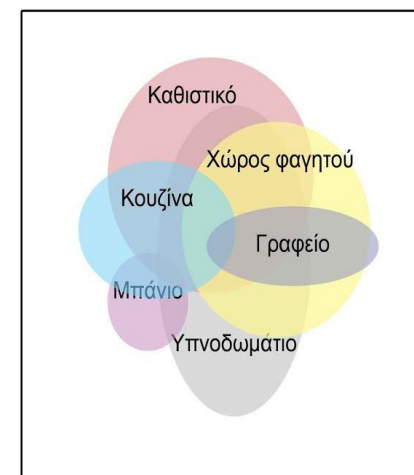 Καθιστικό
Χώρος φαγητού
Κουζίνα
Γραφείο
Μπάνιο
Υπνοδωμάτιο